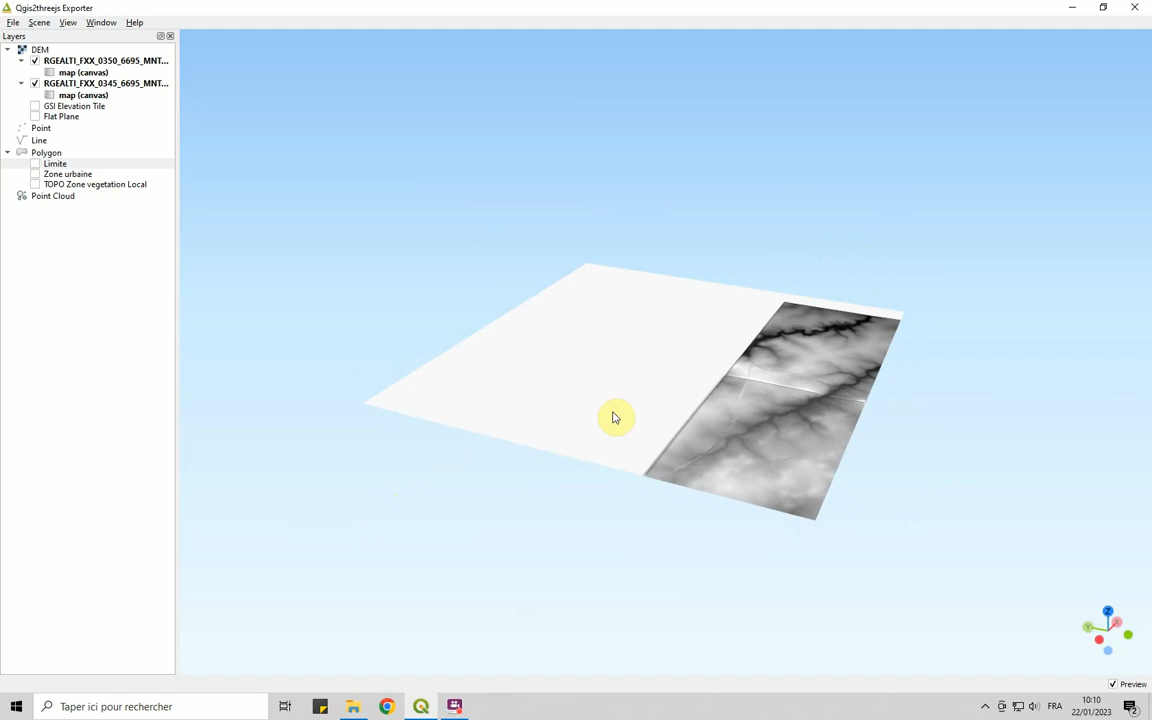 Qgis2threejs Exporter
File Scene View Window Help
Layers
DEM
RGEALTI_FXX_0350_6695_MNT...
map (canvas)
RGEALTI_FXX_0345_6695_MNT...
map (canvas)
GSI Elevation Tile
Flat Plane
Point
Line
Polygon
Limite
Zone urbaine
TOPO Zone vegetation Local
Point Cloud
Z
Y
X
Preview
Taper ici pour rechercher
FRA
10:10
22/01/2023
2